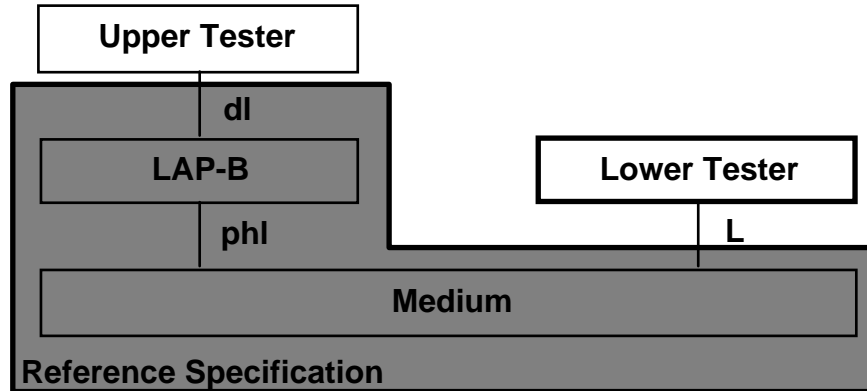 Upper Tester
dl
LAP-B
Lower Tester
phl
L
Medium
Reference Specification